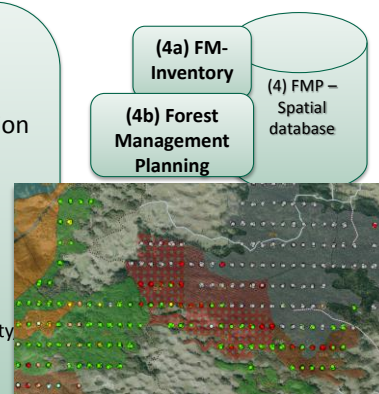 (4a) FM-
Inventory
(4) FMP –
Spatial
database
(4b) Forest
Management
Planning
on
ty